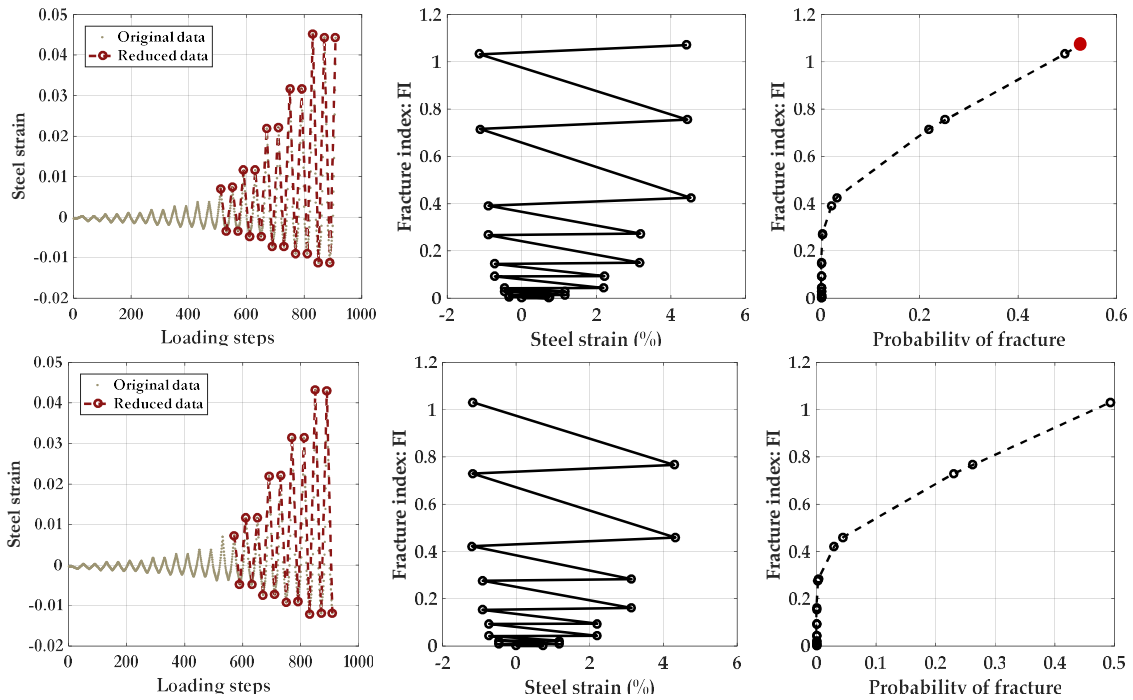 0.05
0.04
0.03
0.02
0.01
0
-0.01
-0.02
Steel strain
Original data
Reduced data
0 200 400 600 800 1000
Loading steps
1.2
1
0.8
0.6
0.4
0.2
0
Fracture index: FI
-2 0 2 4 6
Steel strain (%)
1.2
1
0.8
0.6
0.4
0.2
0
Fracture index: FI
0 0.2 0.4 0.6
Probability of fracture
0.05
0.04
0.03
0.02
0.01
0
-0.01
-0.02
Steel strain
Original data
Reduced data
0 200 400 600 800 1000
Loading steps
1.2
1
0.8
0.6
0.4
0.2
0
Fracture index: FI
-2 0 2 4 6
Steel strain (%)
1.2
1
0.8
0.6
0.4
0.2
0
Fracture index: FI
0 0.1 0.2 0.3 0.4 0.5
Probability of fracture